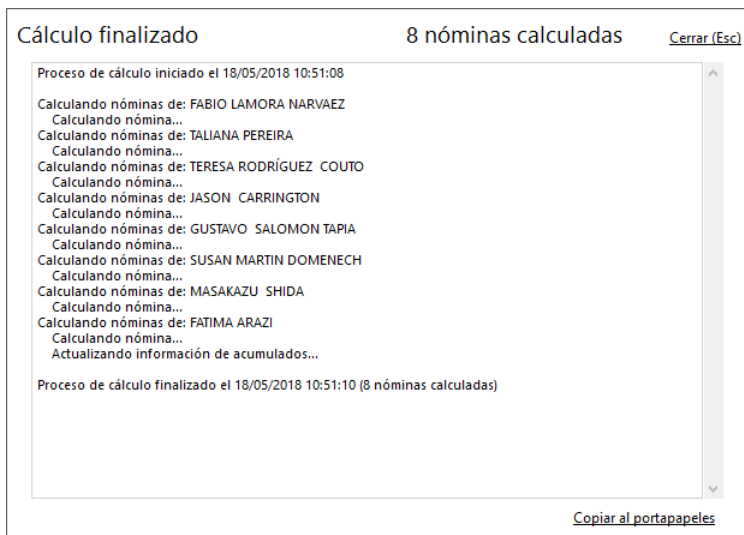 Cálculo finalizado 8 nóminas calculadas Cerrar (Esc)
Proceso de cálculo iniciado el 18/05/2018 10:51:08
Calculando nóminas de: FABIO LAMORA NARVAEZ
Calculando nómina...
Calculando nóminas de: TALIANA PEREIRA
Calculando nómina...
Calculando nóminas de: TERESA RODRÍGUEZ  COUTO
Calculando nómina...
Calculando nóminas de: JASON  CARRINGTON
Calculando nómina...
Calculando nóminas de: GUSTAVO  SALOMON TAPIA
Calculando nómina...
Calculando nóminas de: SUSAN MARTIN DOMENECH
Calculando nómina...
Calculando nóminas de: MASAKAZU  SHIDA
Calculando nómina...
Calculando nóminas de: FATIMA ARAZI
Calculando nómina...
Actualizando información de acumulados...
Proceso de cálculo finalizado el 18/05/2018 10:51:10 (8 nóminas calculadas)
Copiar al portapapeles